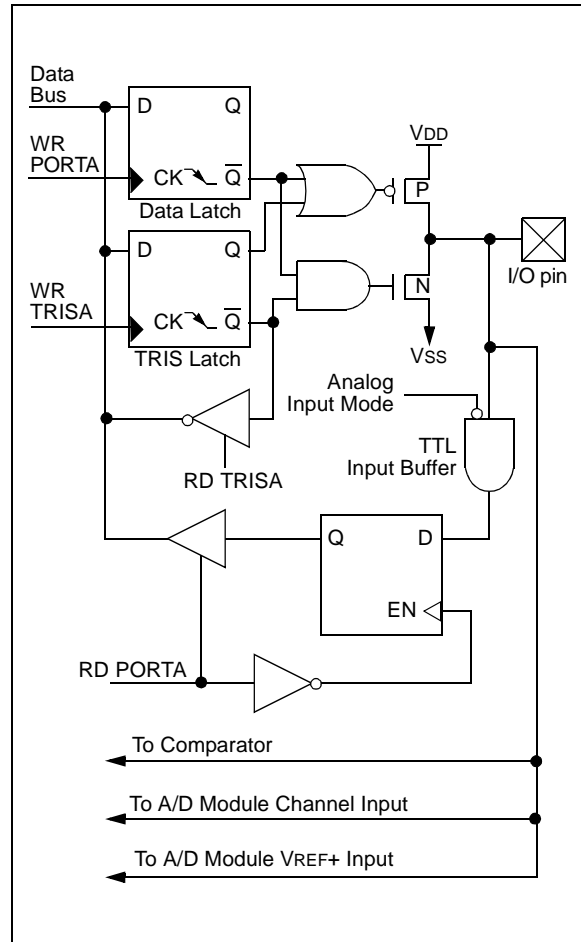 Data
Bus
D Q
VDD
WR
PORTA
CK Q
P
Data Latch
D Q
I/O pin
N
WR
TRISA
CK Q
VSS
TRIS Latch
Analog
Input Mode
TTL
Input Buffer
RD TRISA
Q D
EN
RD PORTA
To Comparator
To A/D Module Channel Input
To A/D Module VREF+ Input